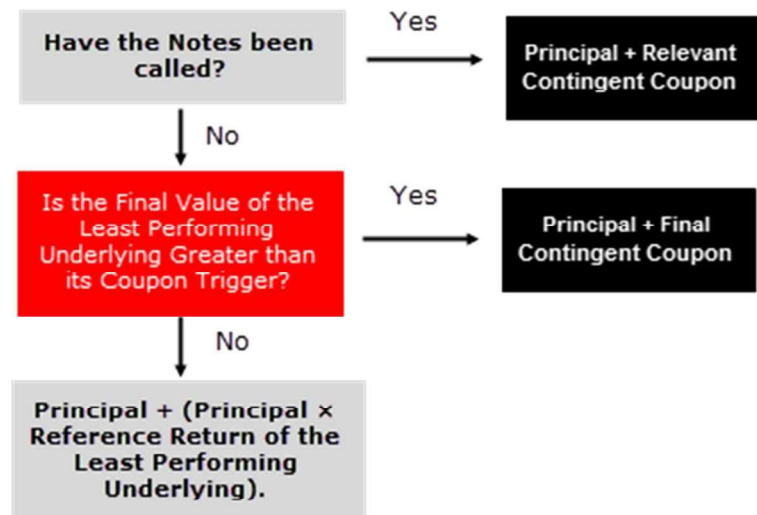 Have the Notes been
called?
Yes
Principal + Relevant
Contingent Coupon
No
Is the Final Value of the
Least Performing
Underlying Greater than
its Coupon Trigger?
Yes
Principal + Final
Contingent Coupon
No
Principal + (Principal ×
Reference Return of the
Least Performing
Underlying).